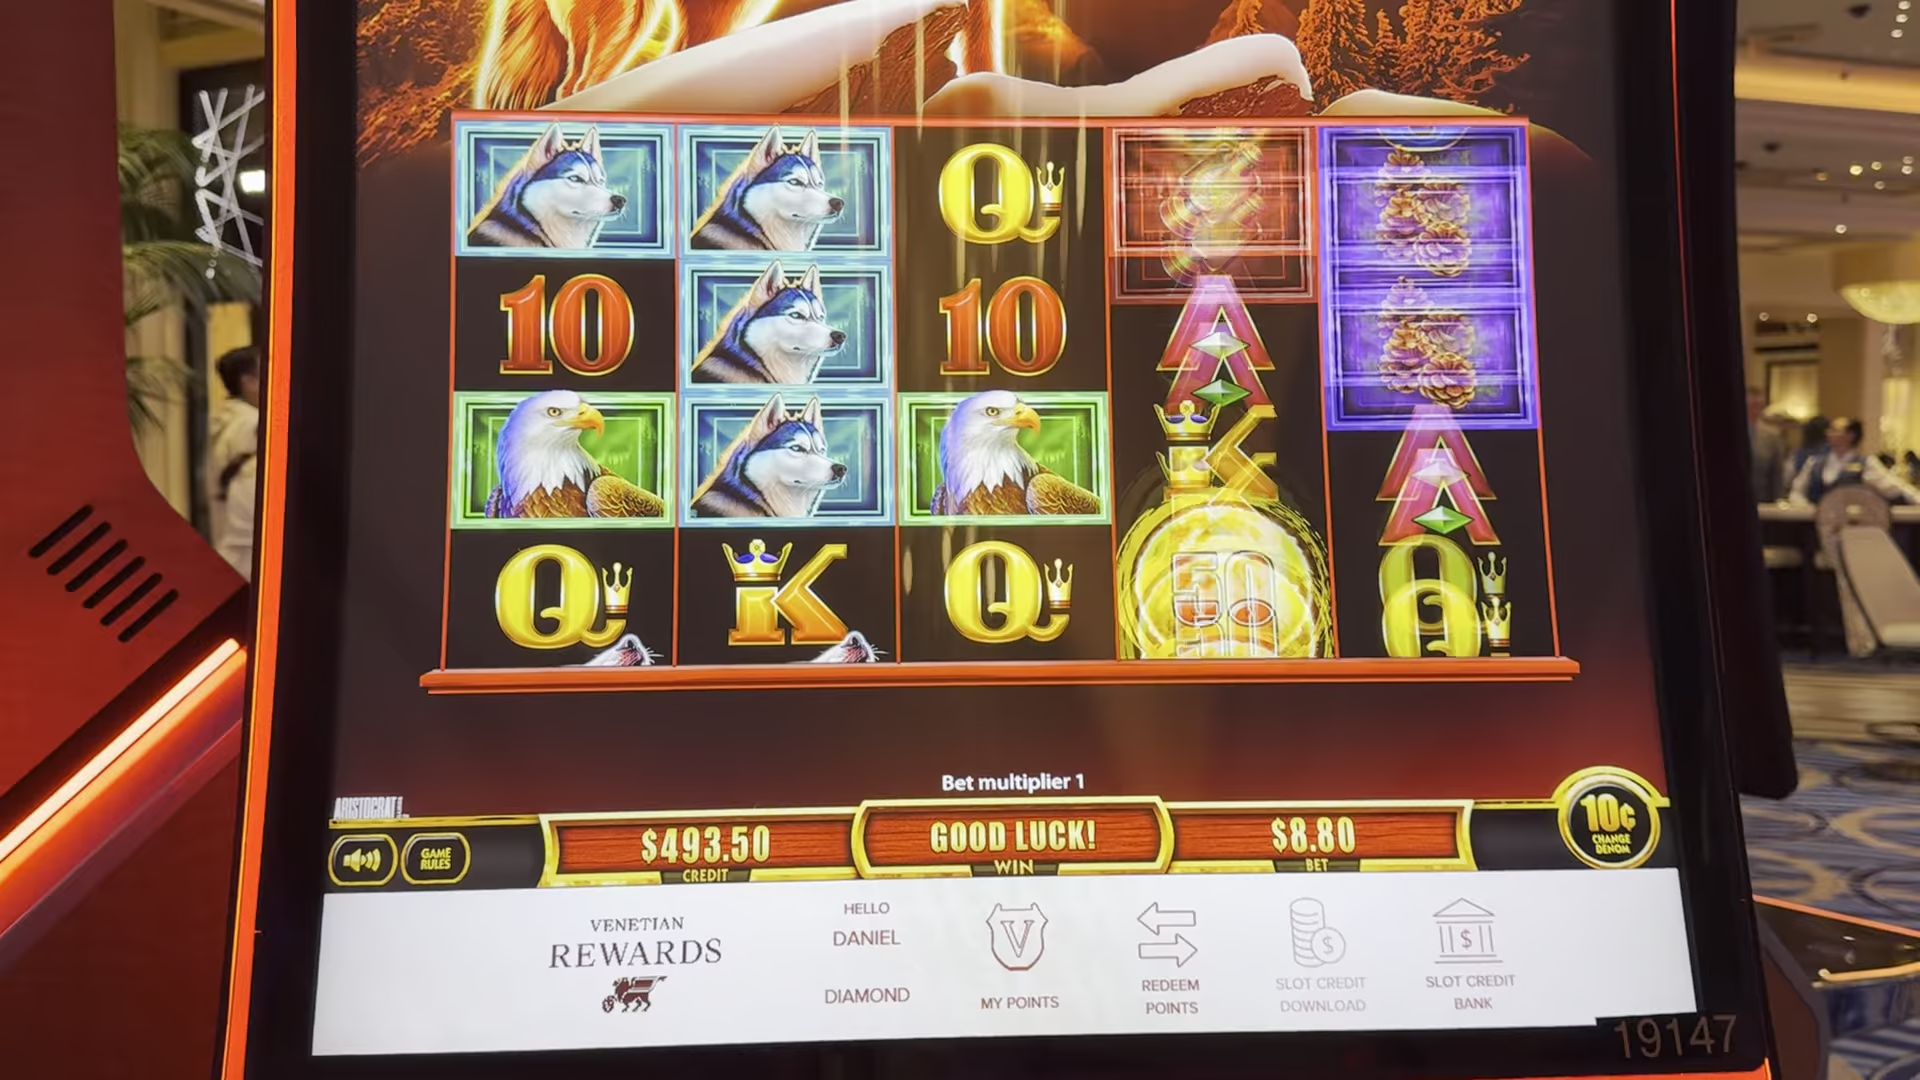 Q
10
10
A
K
50
A
Q
K
Q
Q
Bet multiplier 1
ARISTOCRAT
GAME
RULES
$493.50
CREDIT
GOOD LUCK!
WIN
$8.80
BET
10¢
CHANGE
DENOM
VENETIAN
REWARDS
HELLO
DANIEL
DIAMOND
V
MY POINTS
REDEEM
POINTS
$
SLOT CREDIT
DOWNLOAD
$
SLOT CREDIT
BANK
19147